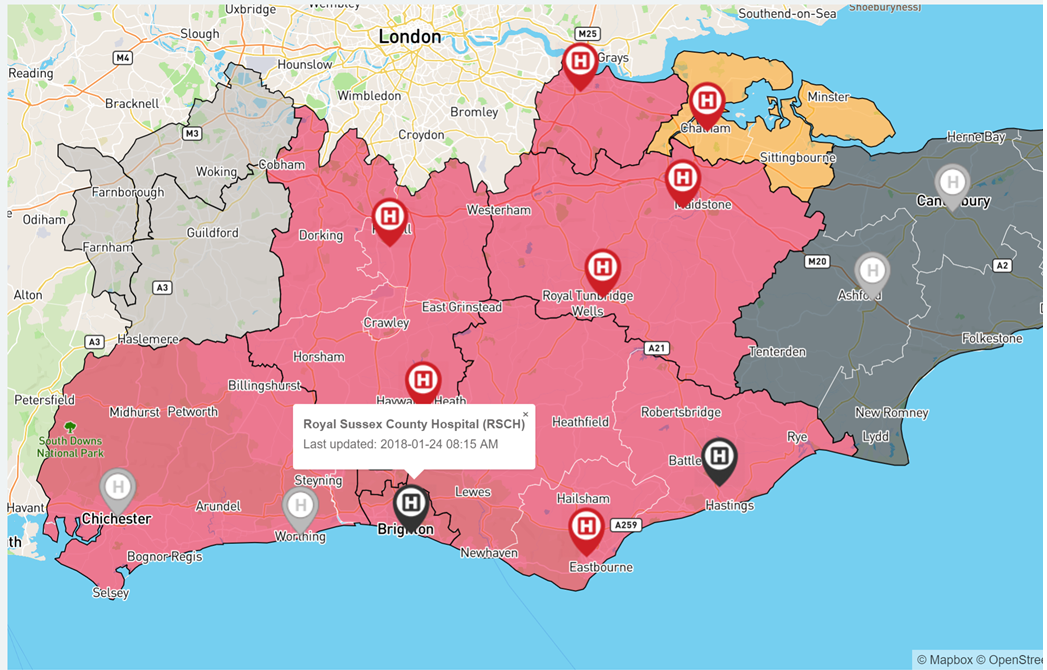 Uxbridge
Wembley
Southend-on-Sea
Shoeburyness)
Slough
London
M25
M4
Hounslow
H
Grays
Reading
Wimbledon
H
Minster
Bracknell
Bromley
M3
Croydon
Chatham
Herne Bay
Sittingbourne
Woking
Cobham
H
H
Farnborough
Canterbury
Maidstone
Westerham
H
Odiham
Guildford
Dorking
Farnham
M20
A2
H
H
A3
Royal Tunbridge
Wells
Ashford
Alton
East Grinstead
Crawley
A3
Haslemere
Folkestone
A21
Tenterden
Horsham
H
Billingshurst
Petersfield
Haywards Heath
Midhurst
Petworth
Robertsbridge
New Romney
Royal Sussex County Hospital (RSCH)
×
Last updated: 2018-01-24 08:15 AM
Heathfield
Rye
Lydd
South Downs
National Park
H
Battle
Steyning
H
Lewes
Hailsham
Havant
Arundel
H
H
Hastings
Chichester
Brighton
H
A259
th
Worthing
Newhaven
Bognor Regis
Eastbourne
Selsey
© Mapbox © OpenStree